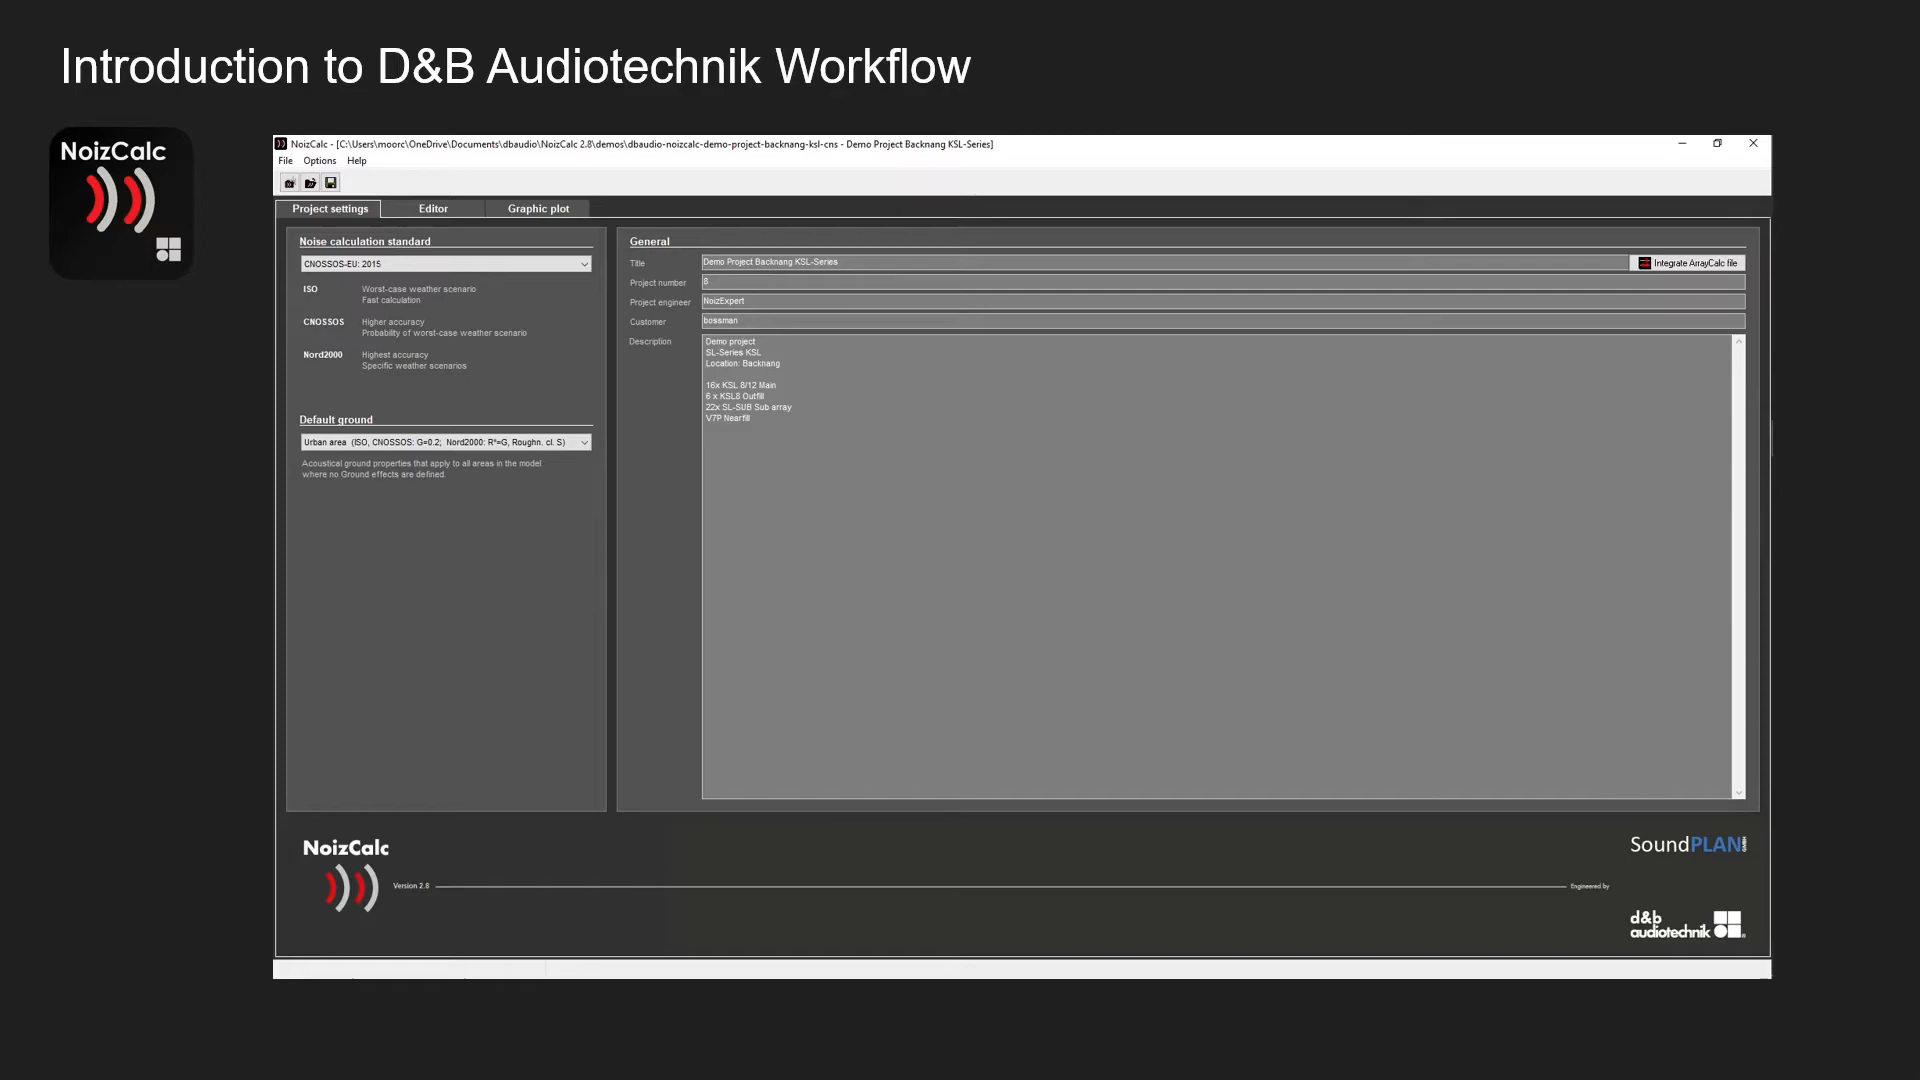 Introduction to D&B Audiotechnik Workflow
NoizCalc
NoizCalc - [C:\Users\moorc\OneDrive\Documents\dbaudio\NoizCalc 2.8\demos\dbaudio-noizcalc-demo-project-backnang-ksl-cns - Demo Project Backnang KSL-Series]
File Options Help
Project settings Editor Graphic plot
Noise calculation standard
CNOSSOS-EU: 2015
ISO Worst-case weather scenario
Fast calculation
CNOSSOS Higher accuracy
Probability of worst-case weather scenario
Nord2000 Highest accuracy
Specific weather scenarios
Default ground
Urban area (ISO, CNOSSOS: G=0.2; Nord2000: R*=G, Roughn. cl. S)
Acoustical ground properties that apply to all areas in the model
where no Ground effects are defined.
General
Title Demo Project Backnang KSL-Series Integrate ArrayCalc file
Project number 8
Project engineer NoizExpert
Customer bossman
Description Demo project
SL-Series KSL
Location: Backnang
16x KSL 8/12 Main
6 x KSL8 Outfill
22x SL-SUB Sub array
V7P Nearfill
NoizCalc
Version 2.8
SoundPLAN GMBH
Engineered by
d&b
audiotechnik